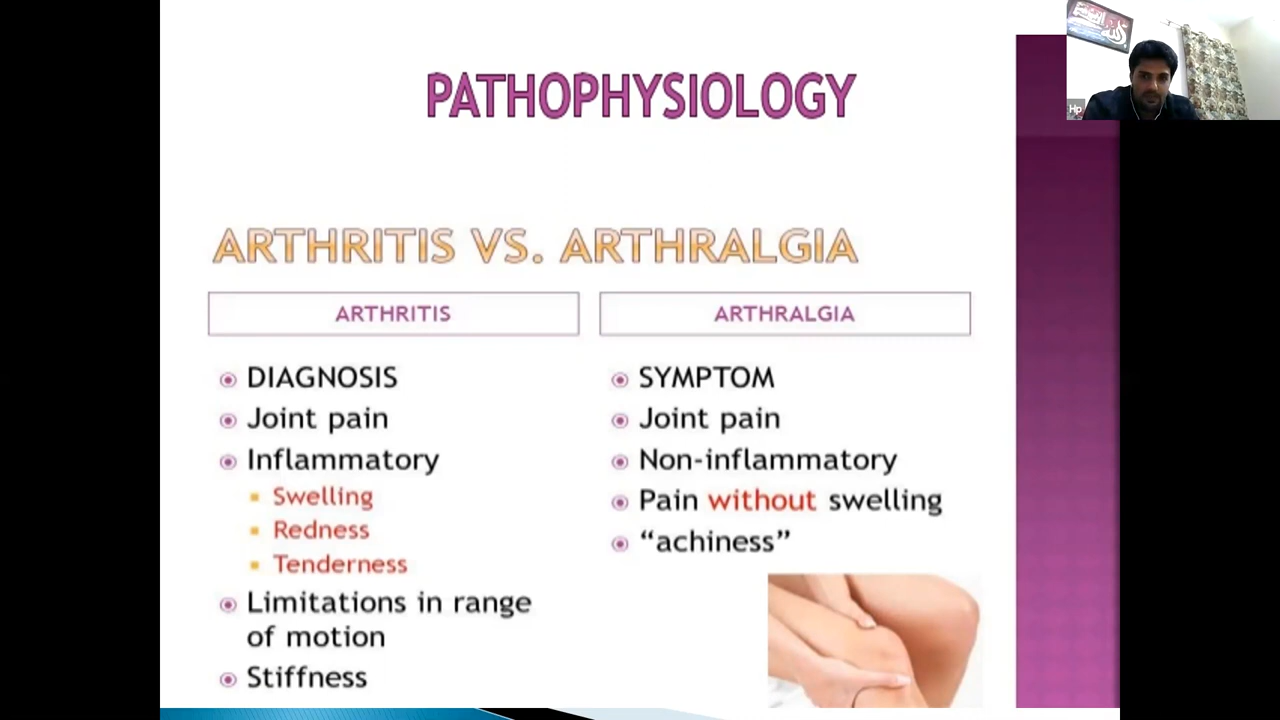 PATHOPHYSIOLOGY
ARTHRITIS VS. ARTHRALGIA
ARTHRITIS
DIAGNOSIS
Joint pain
Inflammatory
Swelling
Redness
Tenderness
Limitations in range
of motion
Stiffness
ARTHRALGIA
SYMPTOM
Joint pain
Non-inflammatory
Pain without swelling
“achiness”
Hp